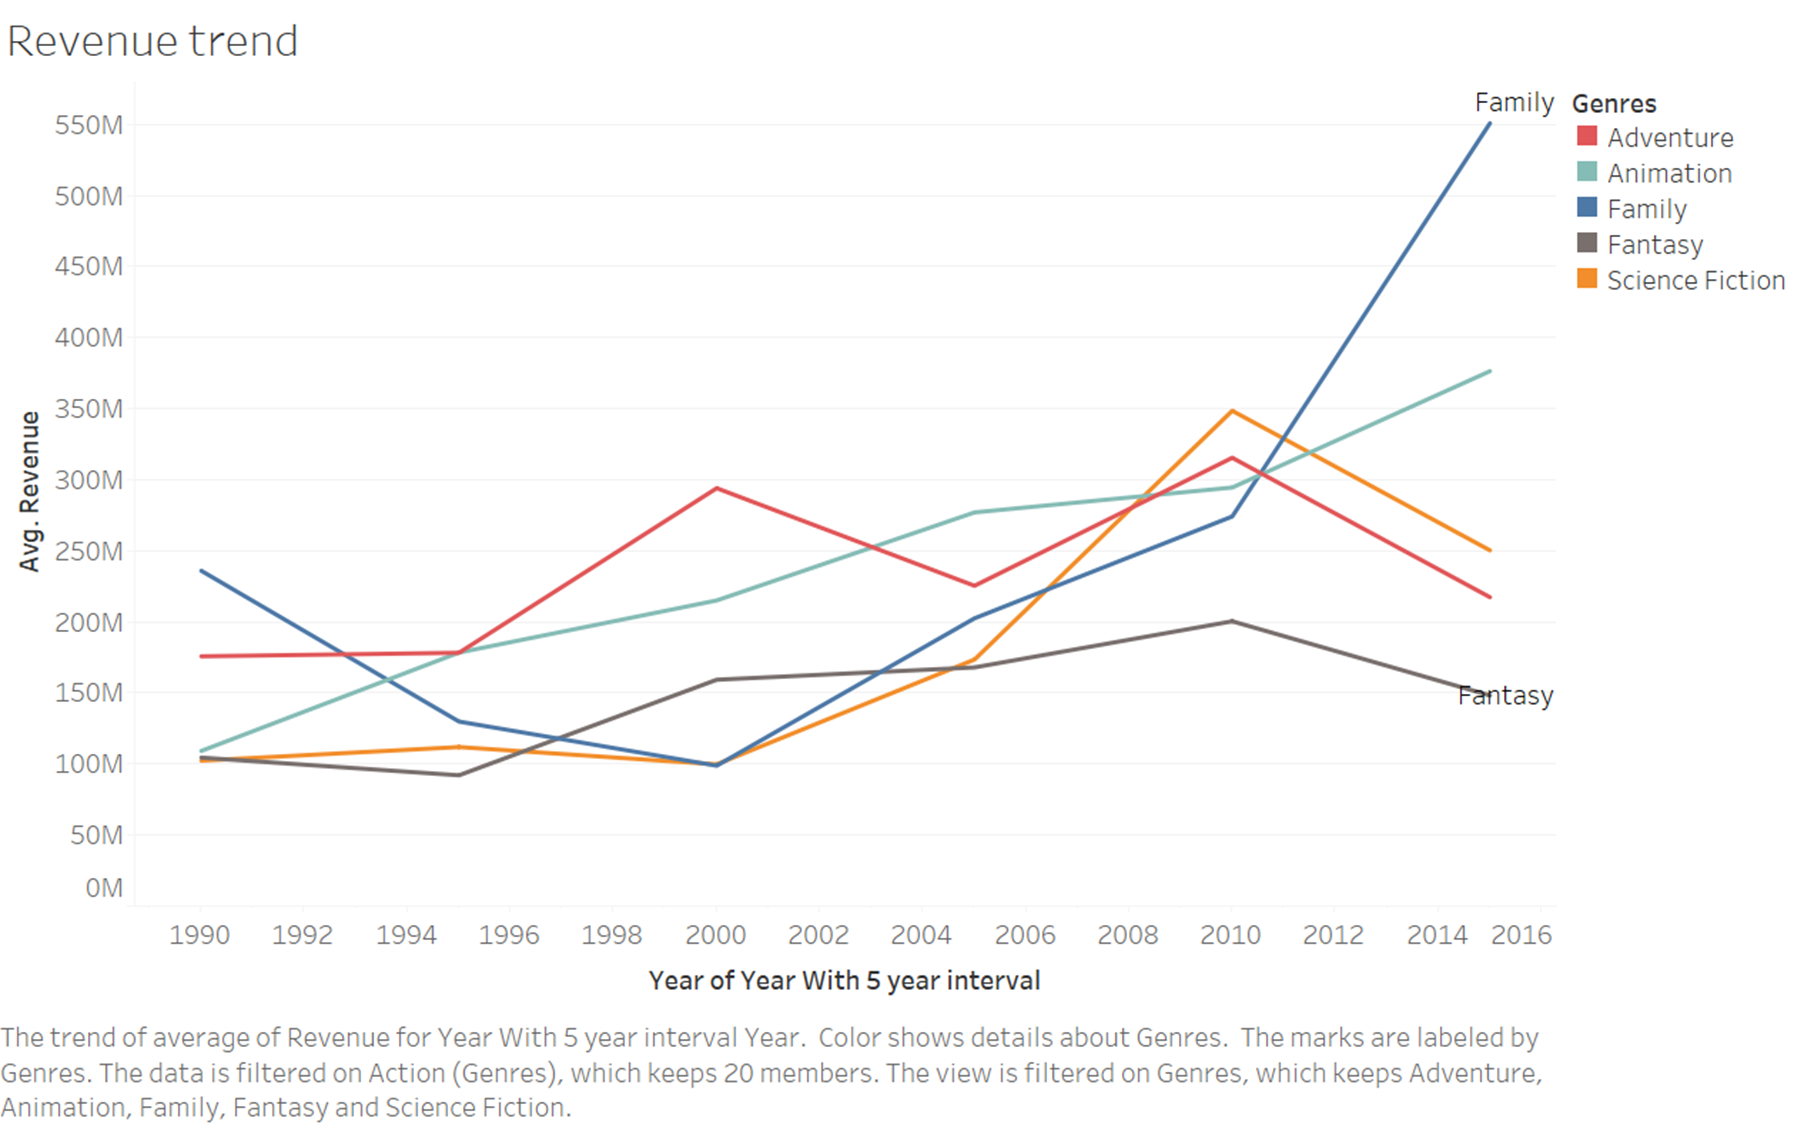 Revenue trend
Family
Genres
Adventure
Animation
Family
Fantasy
Science Fiction
550M
500M
450M
400M
350M
300M
250M
200M
150M
100M
50M
0M
Avg. Revenue
Fantasy
1990 1992 1994 1996 1998 2000 2002 2004 2006 2008 2010 2012 2014 2016
Year of Year With 5 year interval
The trend of average of Revenue for Year With 5 year interval Year.  Color shows details about Genres.  The marks are labeled by
Genres. The data is filtered on Action (Genres), which keeps 20 members. The view is filtered on Genres, which keeps Adventure,
Animation, Family, Fantasy and Science Fiction.